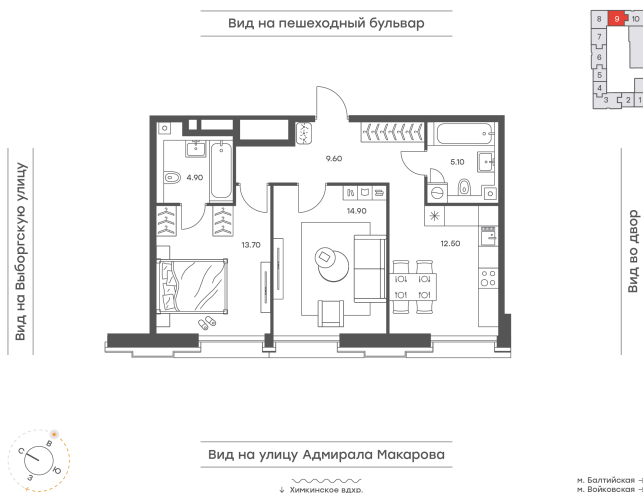 Вид на пешеходный бульвар
8 9 10
7
6
5
4
3 2 1
9.60
4.90
5.10
14.90
13.70
12.50
Вид на Выборгскую улицу
Вид во двор
Вид на улицу Адмирала Макарова
С В Ю З
↓ Химкинское вдхр.
м. Балтийская
м. Войковская